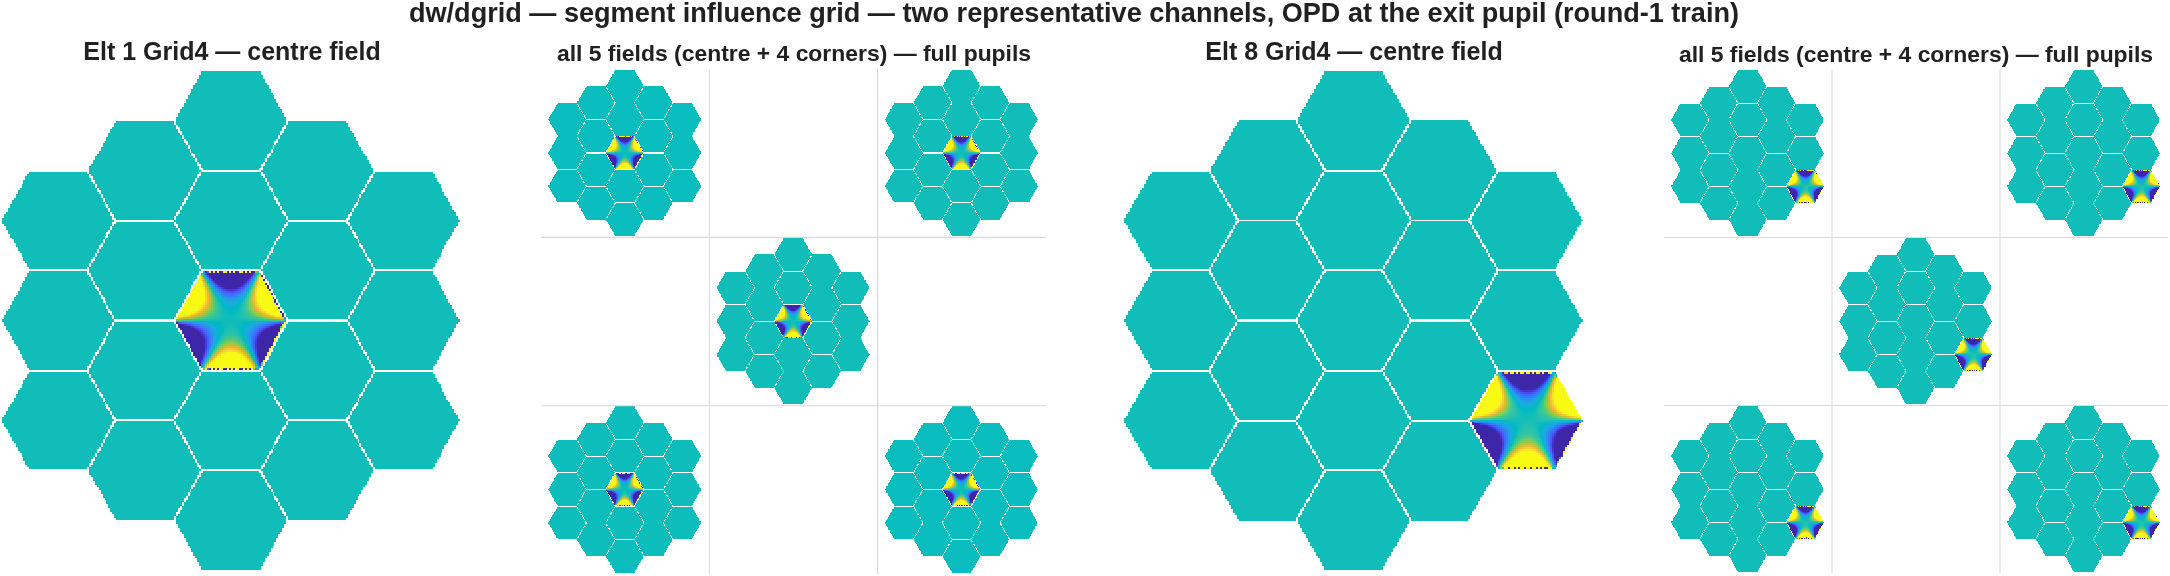 dw/dgrid — segment influence grid — two representative channels, OPD at the exit pupil (round-1 train)
Elt 1 Grid4 — centre field
all 5 fields (centre + 4 corners) — full pupils
Elt 8 Grid4 — centre field
all 5 fields (centre + 4 corners) — full pupils